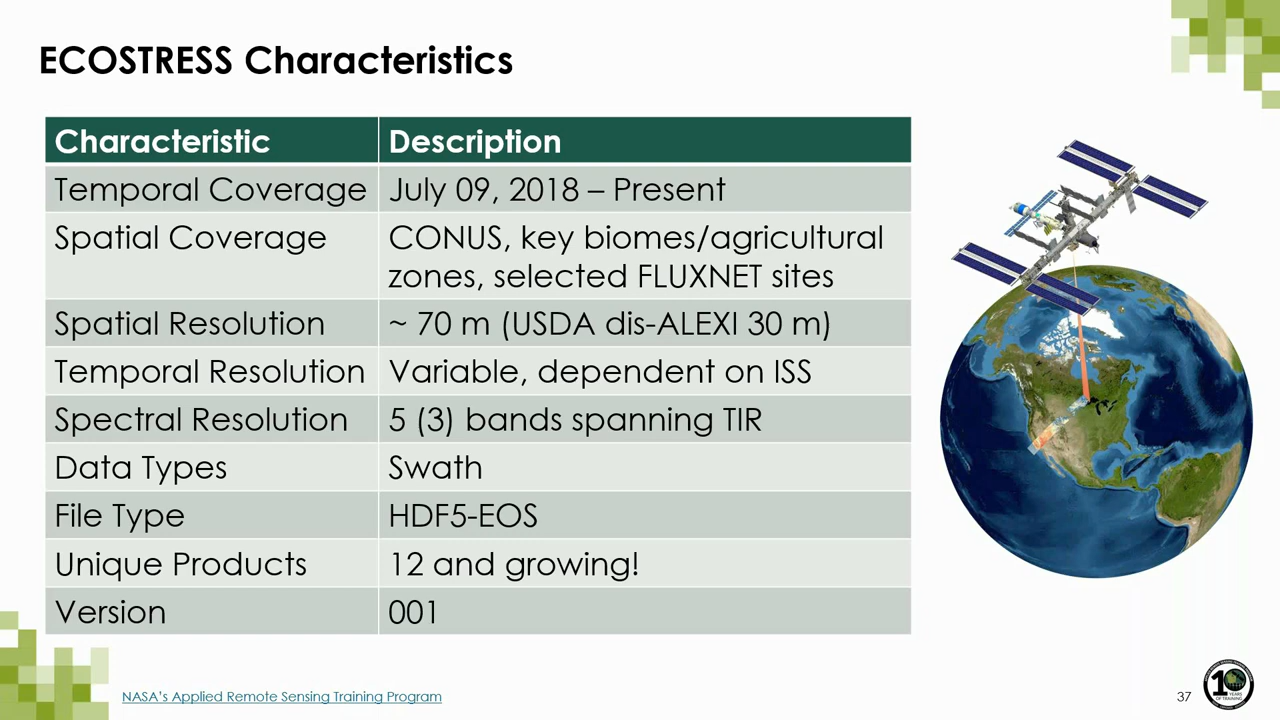 ECOSTRESS Characteristics
Characteristic Description
Temporal Coverage July 09, 2018 – Present
Spatial Coverage CONUS, key biomes/agricultural
zones, selected FLUXNET sites
Spatial Resolution ~ 70 m (USDA dis-ALEXI 30 m)
Temporal Resolution Variable, dependent on ISS
Spectral Resolution 5 (3) bands spanning TIR
Data Types Swath
File Type HDF5-EOS
Unique Products 12 and growing!
Version 001
NASA's Applied Remote Sensing Training Program
37
10
YEARS
OF TRAINING